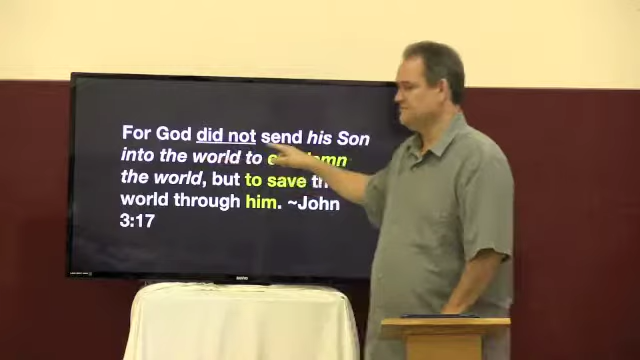 For God did not send his Son
into the world to
the world, but to save
world through him. ~John
3:17
SANYO